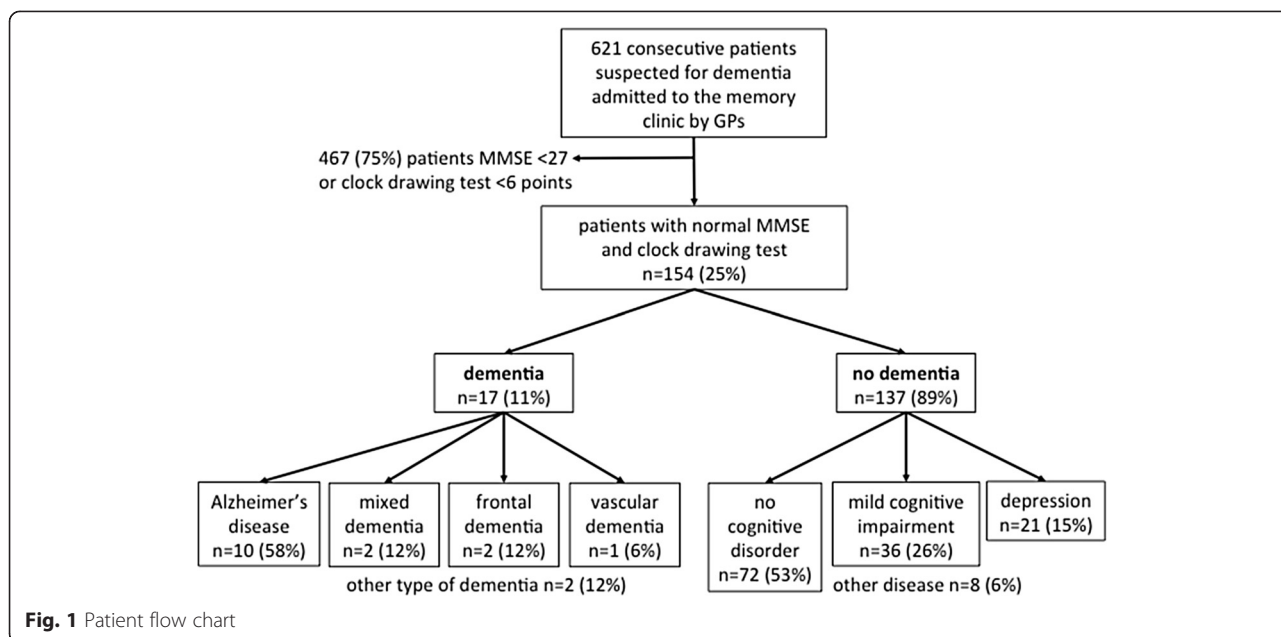 621 consecutive patients
suspected for dementia
admitted to the memory
clinic by GPs
467 (75%) patients MMSE <27
or clock drawing test <6 points
patients with normal MMSE
and clock drawing test
n=154 (25%)
dementia
n=17 (11%)
no dementia
n=137 (89%)
Alzheimer's
disease
n=10 (58%)
mixed
dementia
n=2 (12%)
frontal
dementia
n=2 (12%)
vascular
dementia
n=1 (6%)
other type of dementia n=2 (12%)
no
cognitive
disorder
n=72 (53%)
mild cognitive
impairment
n=36 (26%)
depression
n=21 (15%)
other disease n=8 (6%)
Fig. 1 Patient flow chart